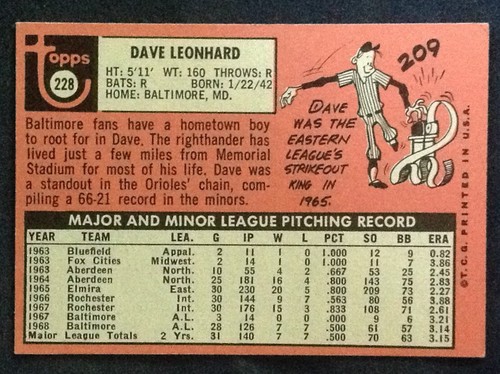 topps
228
DAVE LEONHARD
HT: 5'11' WT: 160 THROWS: R
BATS: R BORN: 1/22/42
HOME: BALTIMORE, MD.
Baltimore fans have a hometown boy
to root for in Dave. The righthander has
lived just a few miles from Memorial
Stadium for most of his life. Dave was
a standout in the Orioles' chain, com-
piling a 66-21 record in the minors.
209
DAVE
WAS THE
EASTERN
LEAGUE'S
STRIKEOUT
KING IN
1965.
MAJOR AND MINOR LEAGUE PITCHING RECORD
YEAR TEAM LEA. G IP W L PCT SO BB ERA
1963 Bluefield Appal. 2 11 1 0 1.000 12 9 0.82
1963 Fox Cities Midwest. 2 14 1 0 1.000 11 7 3.86
1963 Aberdeen North. 10 55 4 2 .667 53 25 2.45
1964 Aberdeen North. 25 181 16 4 .800 143 75 2.83
1965 Elmira East. 30 230 20 5 .800 209 73 2.27
1966 Rochester Int. 30 144 9 7 .563 80 56 3.88
1967 Rochester Int. 30 176 15 3 .833 108 71 2.61
1967 Baltimore A.L. 3 14 0 0 .000 9 6 3.21
1968 Baltimore A.L. 28 126 7 7 .500 61 57 3.14
Major League Totals 2 Yrs. 31 140 7 7 .500 70 63 3.15
© T.C.G. PRINTED IN U.S.A.